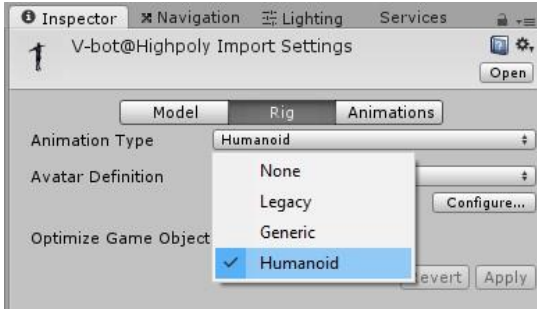 Inspector Navigation Lighting Services
V-bot@Highpoly Import Settings
Open
Model Rig Animations
Animation Type Humanoid
None
Avatar Definition
Legacy Configure...
Generic
Optimize Game Object
Humanoid
Revert Apply